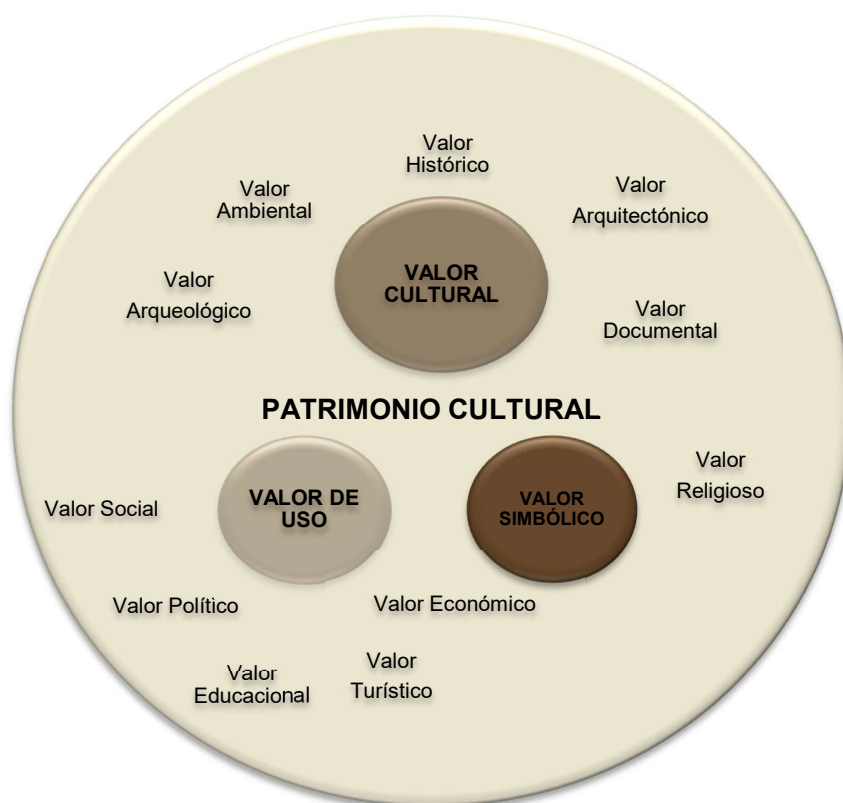 Valor
Histórico
Valor
Ambiental
Valor
Arquitectónico
VALOR
CULTURAL
Valor
Arqueológico
Valor
Documental
PATRIMONIO CULTURAL
Valor Social
VALOR DE
USO
VALOR
SIMBÓLICO
Valor
Religioso
Valor Político
Valor Económico
Valor
Educacional
Valor
Turístico